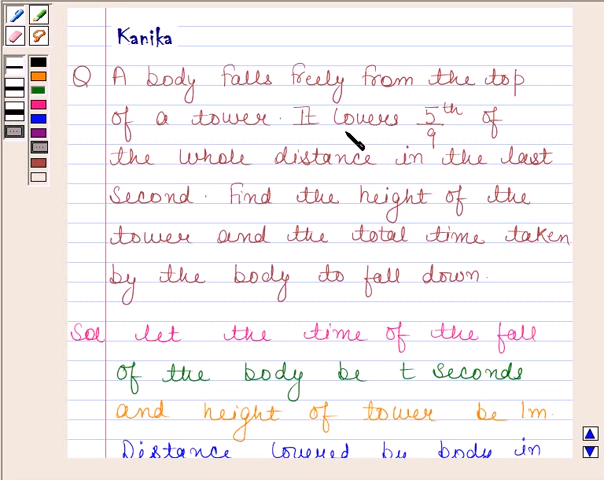 Kanika
Q A body falls freely from the top
of a tower. It covers 5/9 th of
the whole distance in the last
second. Find the height of the
tower and the total time taken
by the body to fall down.
Sol let the time of the fall
of the body be t seconds
and height of tower be 1m.
Distance covered by body in